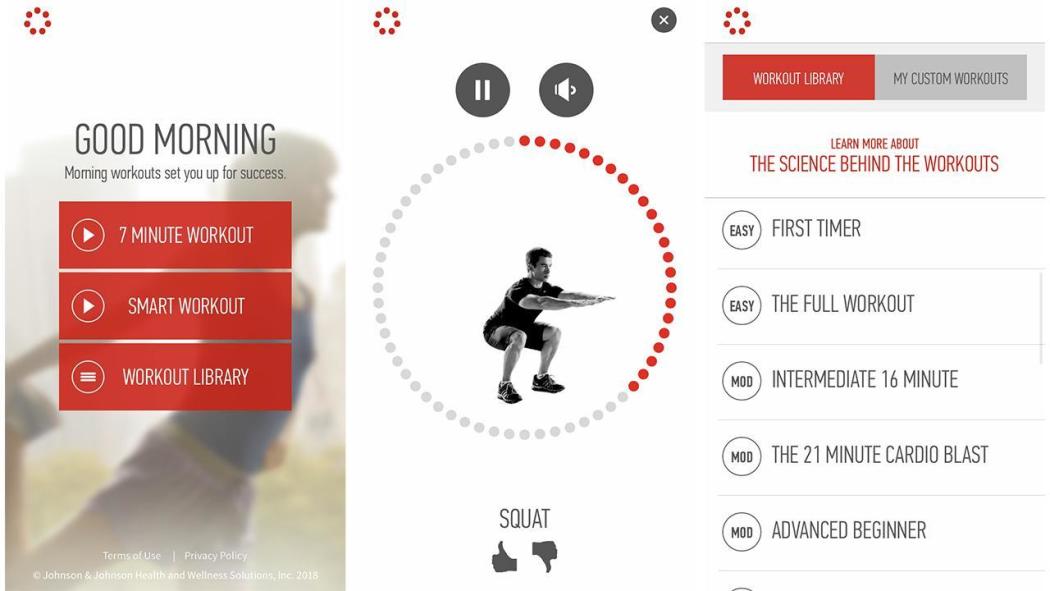 GOOD MORNING
Morning workouts set you up for success.
7 MINUTE WORKOUT
SMART WORKOUT
WORKOUT LIBRARY
Terms of Use | Privacy Policy
© Johnson & Johnson Health and Wellness Solutions, Inc. 2018
SQUAT
WORKOUT LIBRARY
MY CUSTOM WORKOUTS
LEARN MORE ABOUT
THE SCIENCE BEHIND THE WORKOUTS
EASY FIRST TIMER
EASY THE FULL WORKOUT
MOD INTERMEDIATE 16 MINUTE
MOD THE 21 MINUTE CARDIO BLAST
MOD ADVANCED BEGINNER